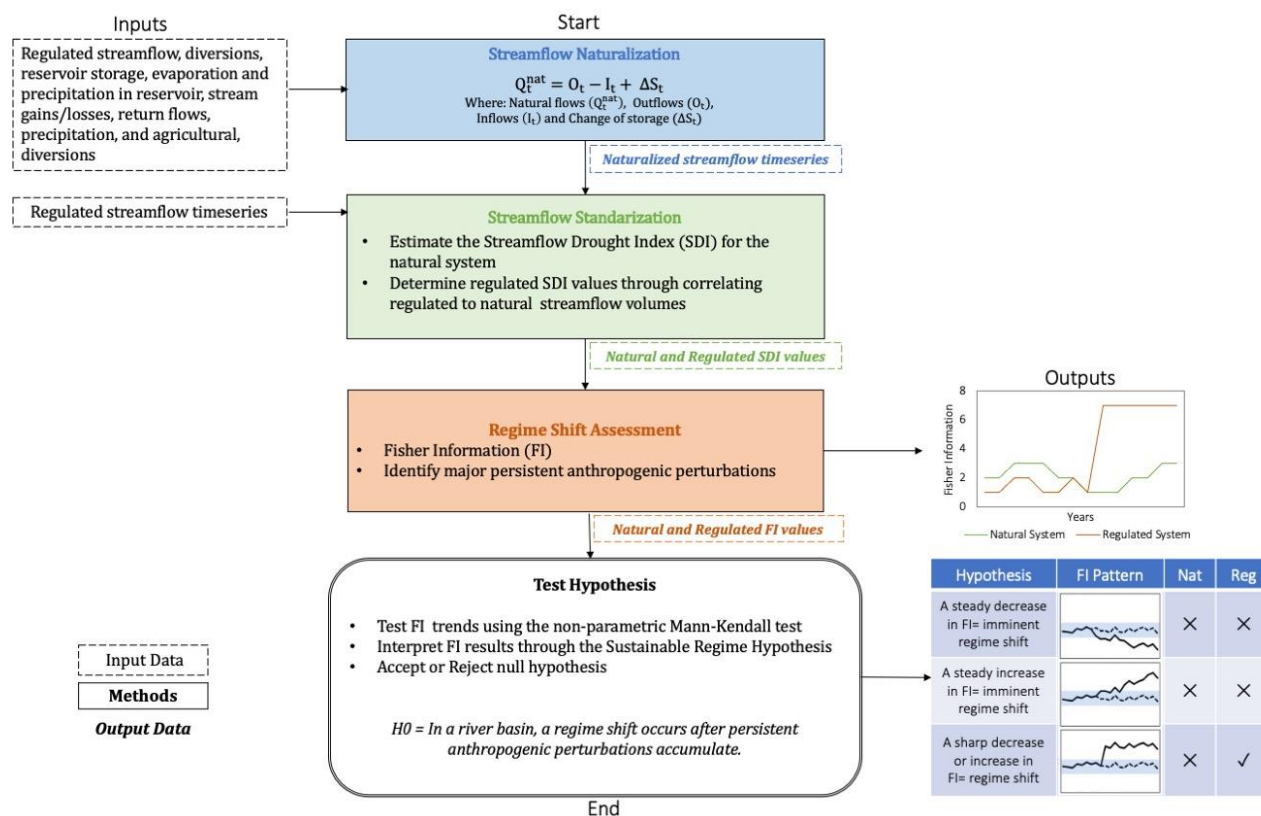 Inputs
Regulated streamflow, diversions,
reservoir storage, evaporation and
precipitation in reservoir, stream
gains/losses, return flows,
precipitation, and agricultural,
diversions
Start
Streamflow Naturalization
Q_t^nat = O_t − I_t + ΔS_t
Where: Natural flows (Q_t^nat), Outflows (O_t),
Inflows (I_t) and Change of storage (ΔS_t)
Naturalized streamflow timeseries
Regulated streamflow timeseries
Streamflow Standarization
• Estimate the Streamflow Drought Index (SDI) for the
natural system
• Determine regulated SDI values through correlating
regulated to natural streamflow volumes
Natural and Regulated SDI values
Regime Shift Assessment
• Fisher Information (FI)
• Identify major persistent anthropogenic perturbations
Outputs
Fisher Information
8
6
4
2
0
Years
Natural System
Regulated System
Natural and Regulated FI values
Test Hypothesis
• Test FI trends using the non-parametric Mann-Kendall test
• Interpret FI results through the Sustainable Regime Hypothesis
• Accept or Reject null hypothesis
H0 = In a river basin, a regime shift occurs after persistent
anthropogenic perturbations accumulate.
End
Hypothesis FI Pattern Nat Reg
A steady decrease
in FI= imminent
regime shift
✕ ✕
A steady increase
in FI= imminent
regime shift
✕ ✕
A sharp decrease
or increase in
FI= regime shift
✕ ✓
Input Data
Methods
Output Data